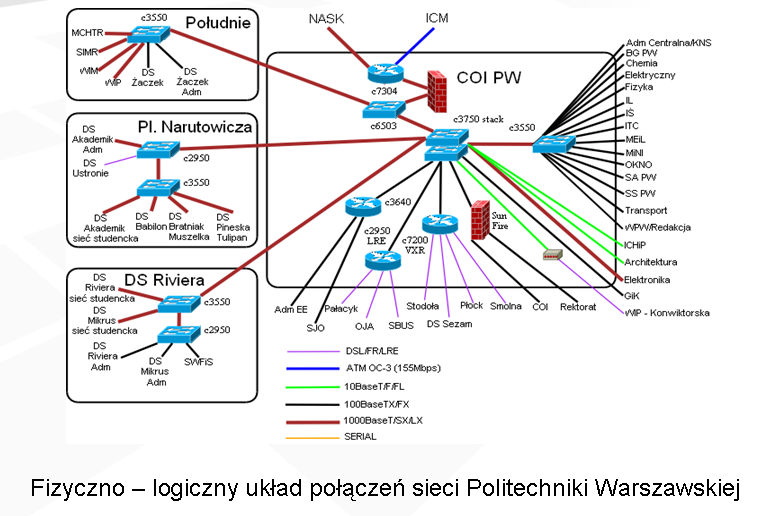 NASK
ICM
c3550
Południe
MCHTR
SIMR
WIM
WIP
DS
Żaczek
DS
Żaczek
Adm
Pl. Narutowicza
DS
Akademik
Adm
DS
Ustronie
c2950
c3550
DS
Akademik
sieć studencka
DS
Babilon
DS
Bratniak
Muszelka
DS
Pineska
Tulipan
DS Riviera
DS
Riviera
sieć studencka
DS
Mikrus
sieć studencka
c3550
c2950
DS
Riviera
Adm
DS
Mikrus
Adm
SWFiS
COI PW
c7304
c6503
c3750 stack
c3550
c3640
c2950
LRE
c7200
VXR
Sun
Fire
Adm EE
SJO
Pałacyk
OJA
SBUS
Stodoła
DS Sezam
Płock
Smolna
COI
Rektorat
Adm Centralna/KNS
BG PW
Chemia
Elektryczny
Fizyka
IL
IŚ
ITC
MEiL
MiNI
OKNO
SA PW
SS PW
Transport
WPW/Redakcja
ICHiP
Architektura
Elektronika
GiK
WIP - Konwiktorska
DSL/FR/LRE
ATM OC-3 (155Mbps)
10BaseT/F/FL
100BaseTX/FX
1000BaseT/SX/LX
SERIAL
Fizyczno – logiczny układ połączeń sieci Politechniki Warszawskiej